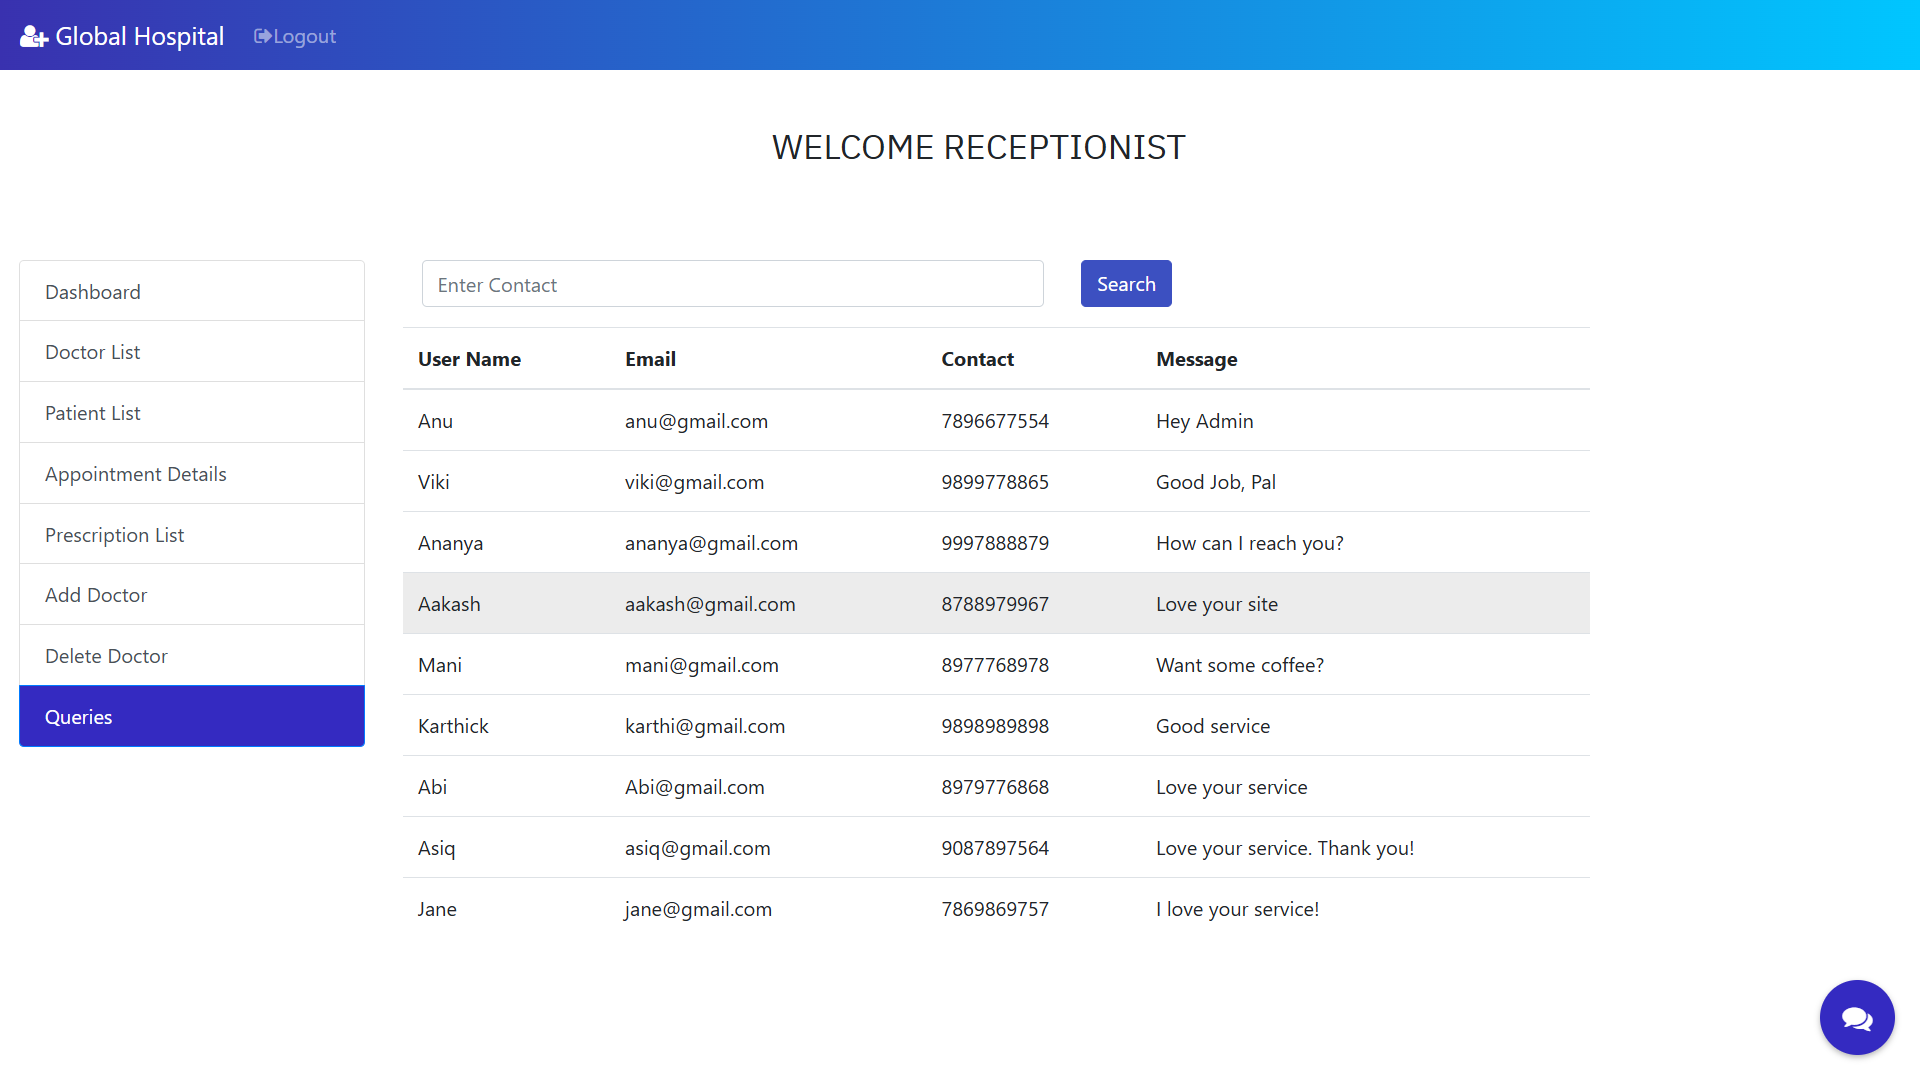 Global Hospital Logout
WELCOME RECEPTIONIST
Dashboard
Doctor List
Patient List
Appointment Details
Prescription List
Add Doctor
Delete Doctor
Queries
Enter Contact Search
User Name Email Contact Message
Anu anu@gmail.com 7896677554 Hey Admin
Viki viki@gmail.com 9899778865 Good Job, Pal
Ananya ananya@gmail.com 9997888879 How can I reach you?
Aakash aakash@gmail.com 8788979967 Love your site
Mani mani@gmail.com 8977768978 Want some coffee?
Karthick karthi@gmail.com 9898989898 Good service
Abi Abi@gmail.com 8979776868 Love your service
Asiq asiq@gmail.com 9087897564 Love your service. Thank you!
Jane jane@gmail.com 7869869757 I love your service!